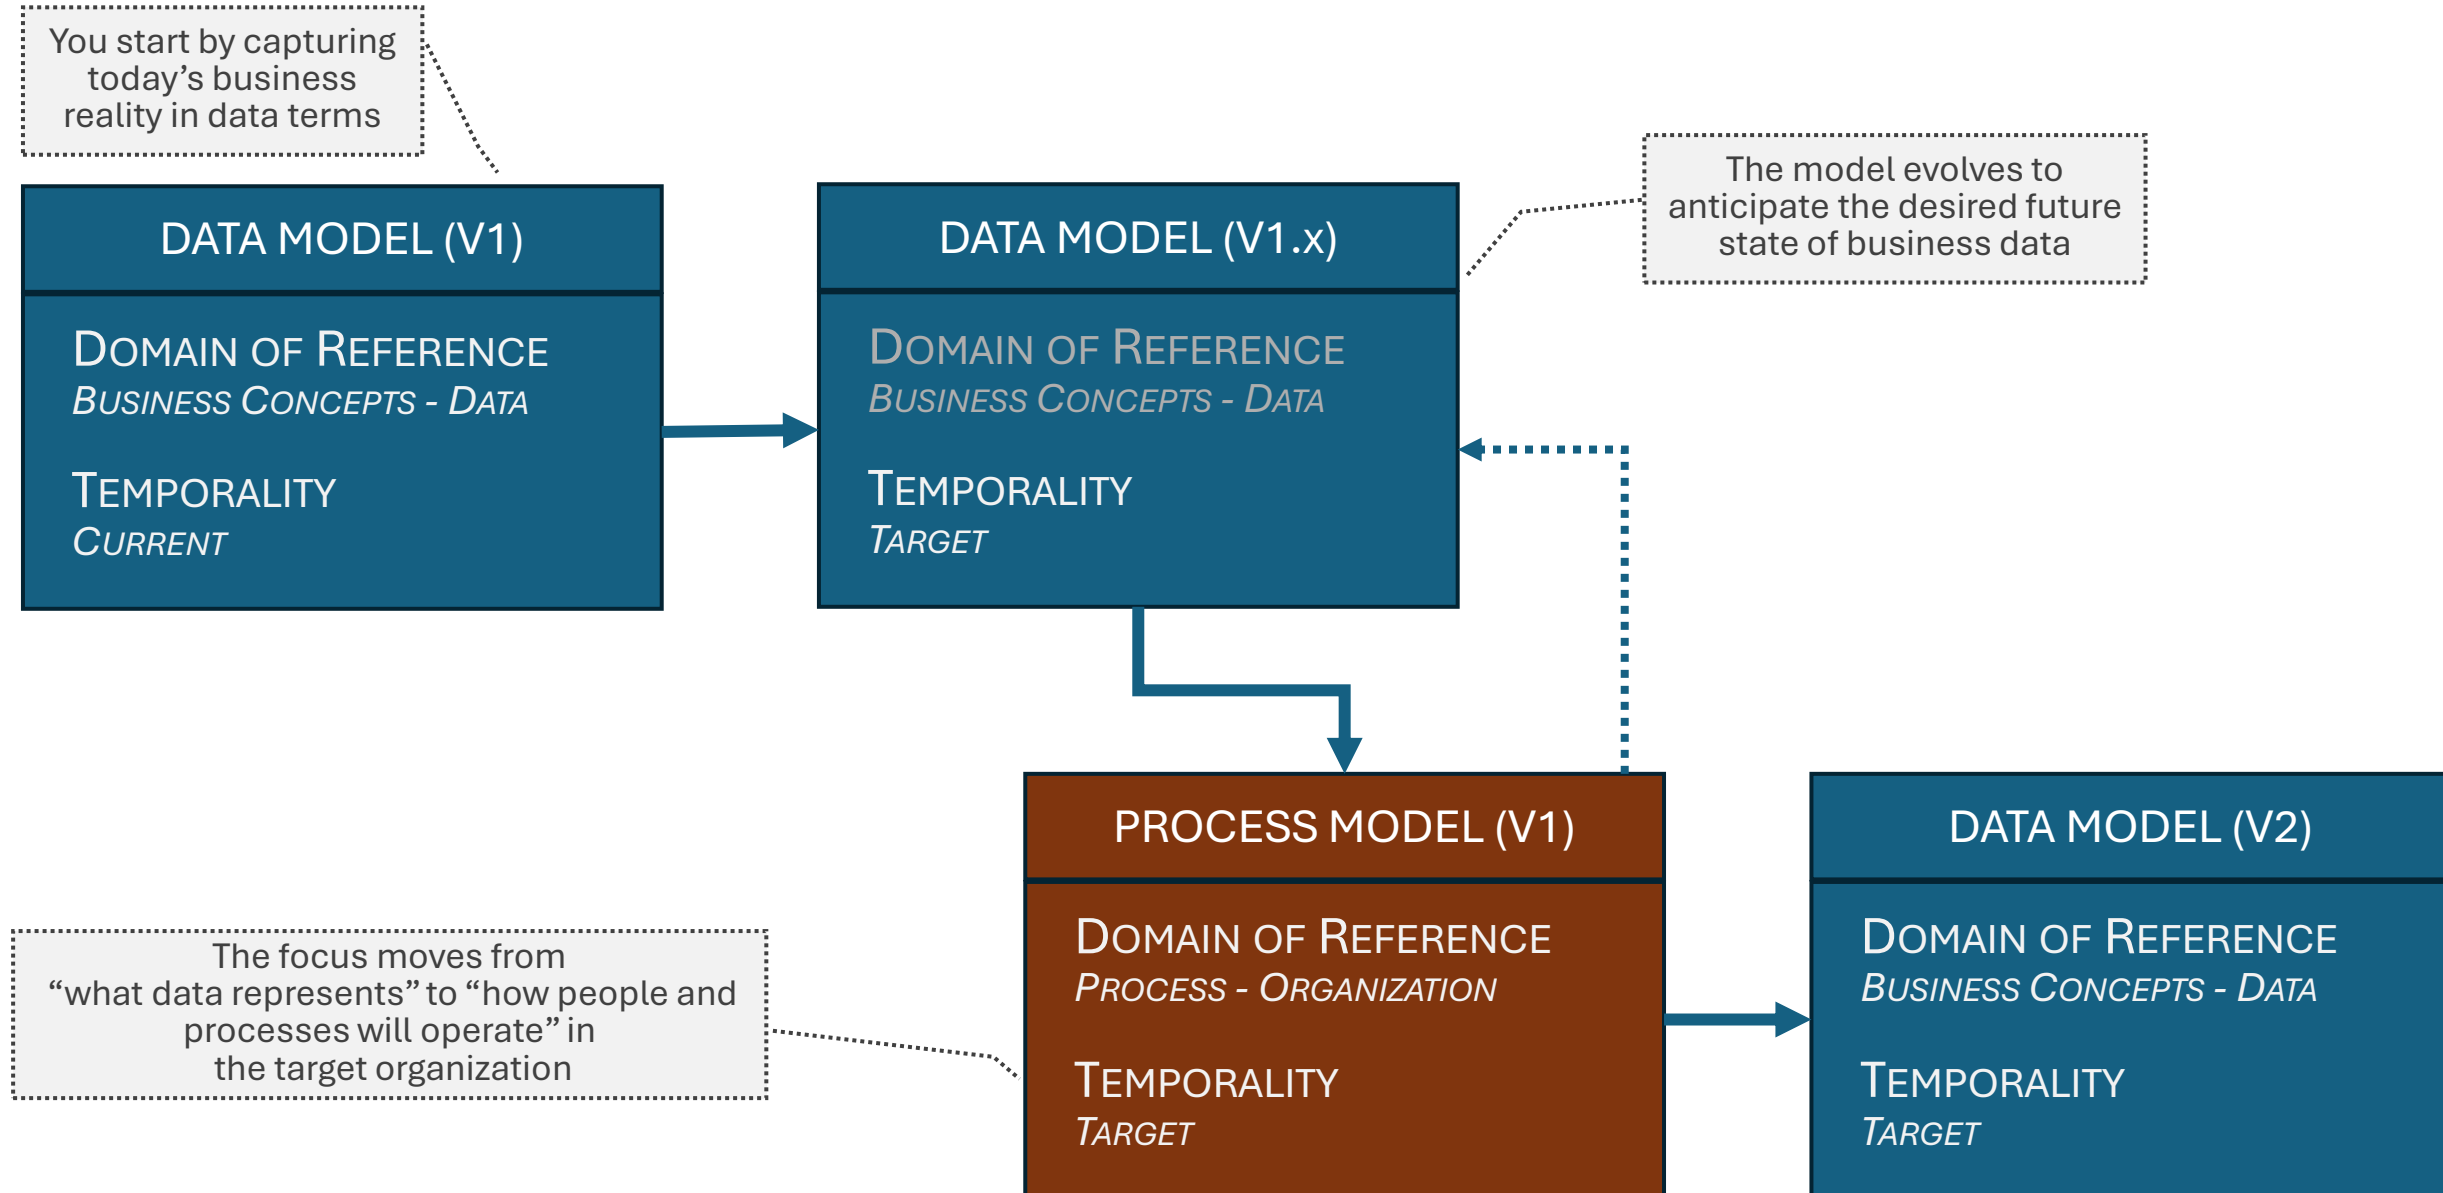 You start by capturing
today’s business
reality in data terms
The model evolves to
anticipate the desired future
state of business data
DATA MODEL (V1)
DOMAIN OF REFERENCE
BUSINESS CONCEPTS - DATA
TEMPORALITY
CURRENT
DATA MODEL (V1.x)
DOMAIN OF REFERENCE
BUSINESS CONCEPTS - DATA
TEMPORALITY
TARGET
The focus moves from
“what data represents” to “how people and
processes will operate” in
the target organization
PROCESS MODEL (V1)
DOMAIN OF REFERENCE
PROCESS - ORGANIZATION
TEMPORALITY
TARGET
DATA MODEL (V2)
DOMAIN OF REFERENCE
BUSINESS CONCEPTS - DATA
TEMPORALITY
TARGET